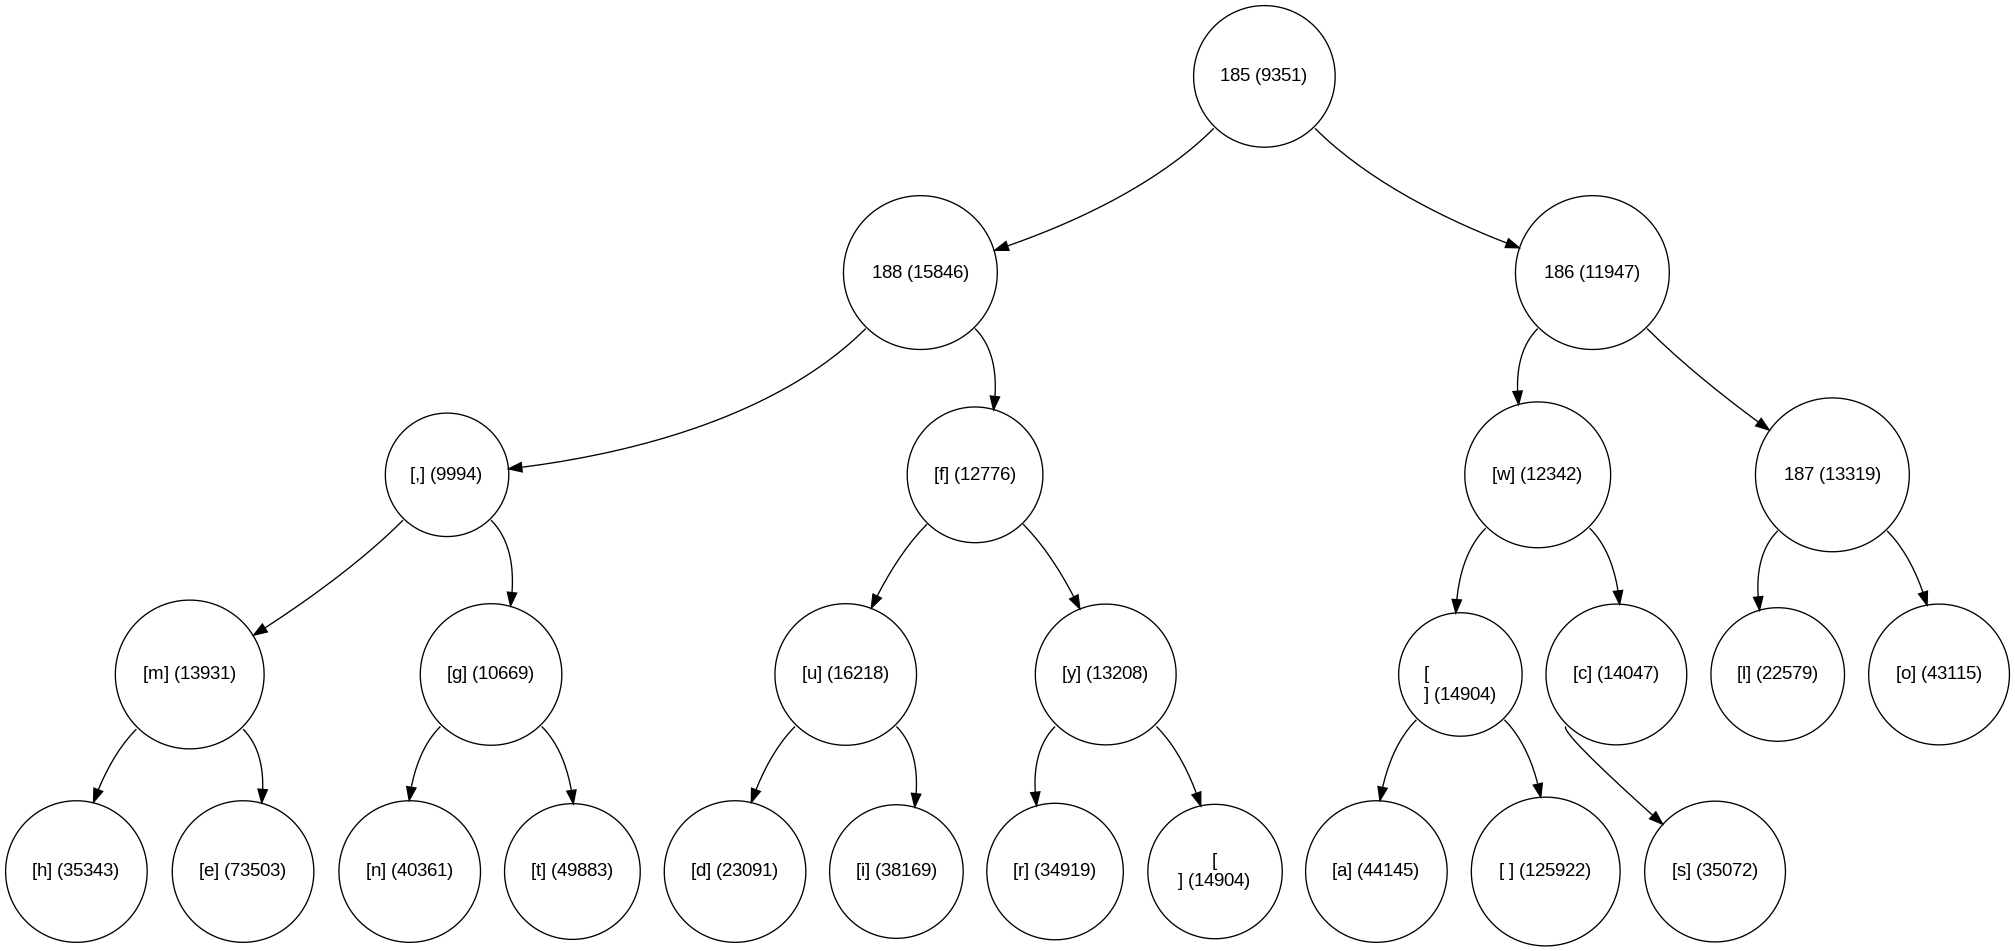 185 (9351)
188 (15846)
186 (11947)
[,] (9994)
[f] (12776)
[w] (12342)
187 (13319)
[m] (13931)
[g] (10669)
[u] (16218)
[y] (13208)
[
] (14904)
[c] (14047)
[l] (22579)
[o] (43115)
[h] (35343)
[e] (73503)
[n] (40361)
[t] (49883)
[d] (23091)
[i] (38169)
[r] (34919)
[
] (14904)
[a] (44145)
[ ] (125922)
[s] (35072)